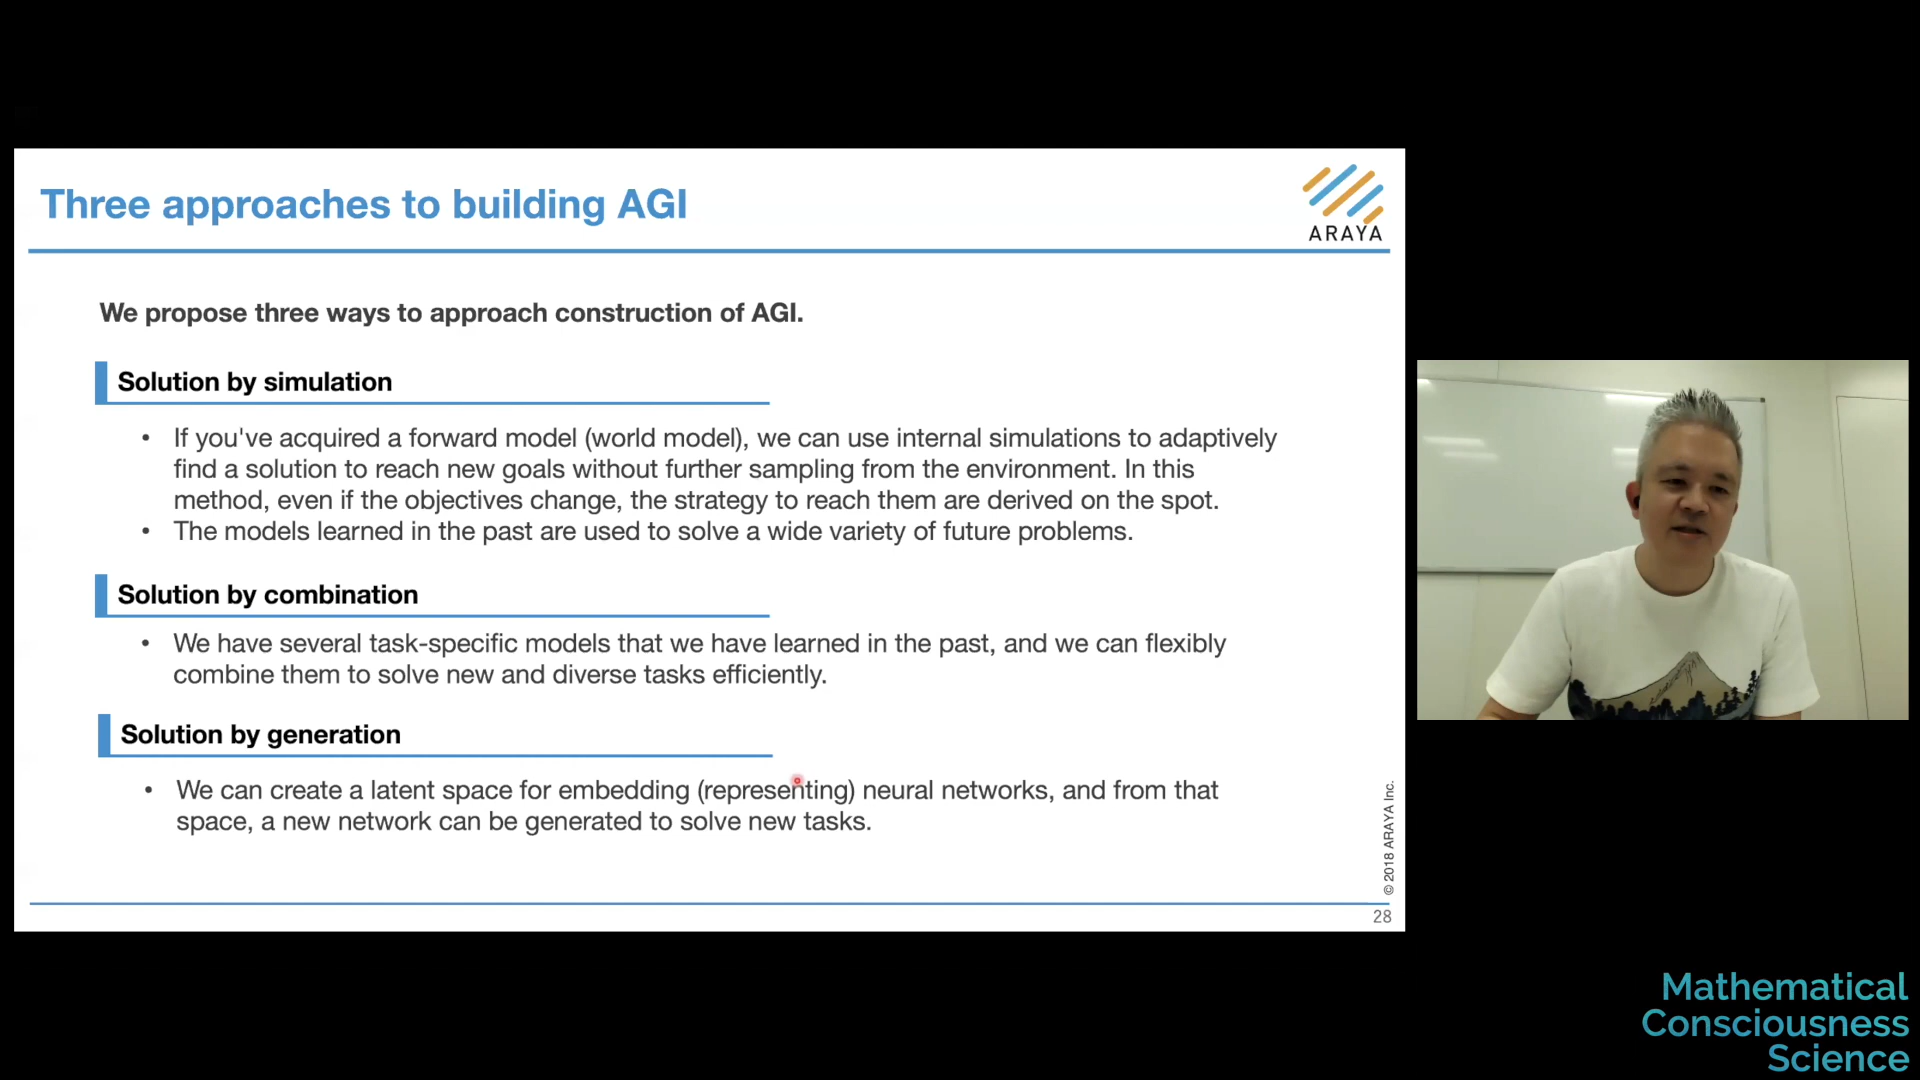 Three approaches to building AGI
ARAYA
We propose three ways to approach construction of AGI.
Solution by simulation
• If you've acquired a forward model (world model), we can use internal simulations to adaptively
find a solution to reach new goals without further sampling from the environment. In this
method, even if the objectives change, the strategy to reach them are derived on the spot.
• The models learned in the past are used to solve a wide variety of future problems.
Solution by combination
• We have several task-specific models that we have learned in the past, and we can flexibly
combine them to solve new and diverse tasks efficiently.
Solution by generation
• We can create a latent space for embedding (representing) neural networks, and from that
space, a new network can be generated to solve new tasks.
© 2018 ARAYA Inc.
28
Mathematical
Consciousness
Science